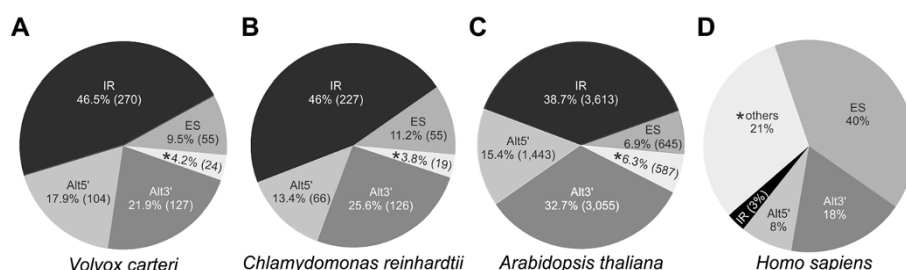 A
B
C
D
IR
46.5% (270)
ES
9.5% (55)
*4.2% (24)
Alt5'
17.9% (104)
Alt3'
21.9% (127)
Volvox carteri
IR
46% (227)
ES
11.2% (55)
*3.8% (19)
Alt5'
13.4% (66)
Alt3'
25.6% (126)
Chlamydomonas reinhardtii
IR
38.7% (3,613)
ES
6.9% (645)
*6.3% (587)
Alt5'
15.4% (1,443)
Alt3'
32.7% (3,055)
Arabidopsis thaliana
*others
21%
ES
40%
IR (3%)
Alt5'
8%
Alt3'
18%
Homo sapiens